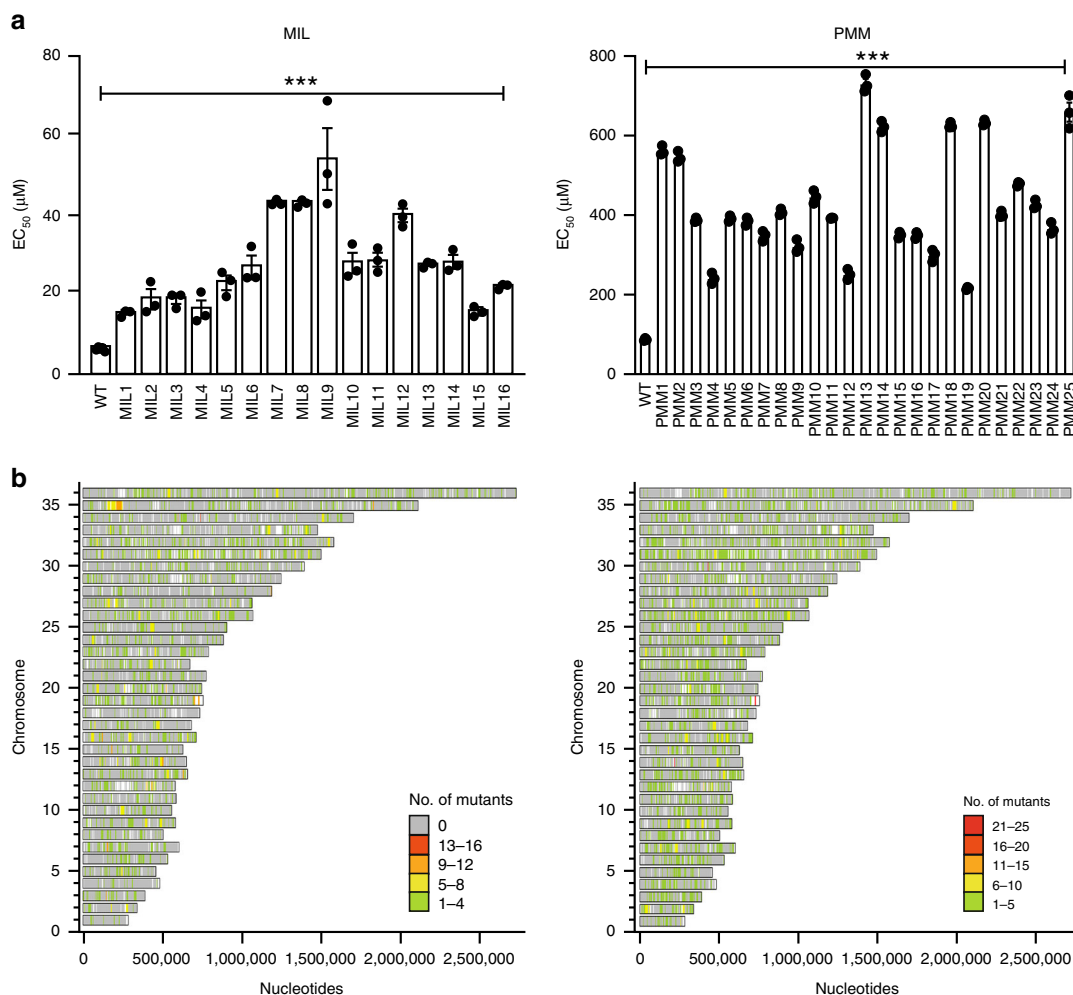 a
MIL
80
60
40
20
0
EC50 (µM)
***
WT
MIL1
MIL2
MIL3
MIL4
MIL5
MIL6
MIL7
MIL8
MIL9
MIL10
MIL11
MIL12
MIL13
MIL14
MIL15
MIL16
PMM
800
600
400
200
0
EC50 (µM)
***
WT
PMM1
PMM2
PMM3
PMM4
PMM5
PMM6
PMM7
PMM8
PMM9
PMM10
PMM11
PMM12
PMM13
PMM14
PMM15
PMM16
PMM17
PMM18
PMM19
PMM20
PMM21
PMM22
PMM23
PMM24
PMM25
b
35
30
25
20
15
10
5
0
Chromosome
No. of mutants
0
13–16
9–12
5–8
1–4
0
500,000
1,000,000
1,500,000
2,000,000
2,500,000
Nucleotides
35
30
25
20
15
10
5
0
Chromosome
No. of mutants
21–25
16–20
11–15
6–10
1–5
0
500,000
1,000,000
1,500,000
2,000,000
2,500,000
Nucleotides